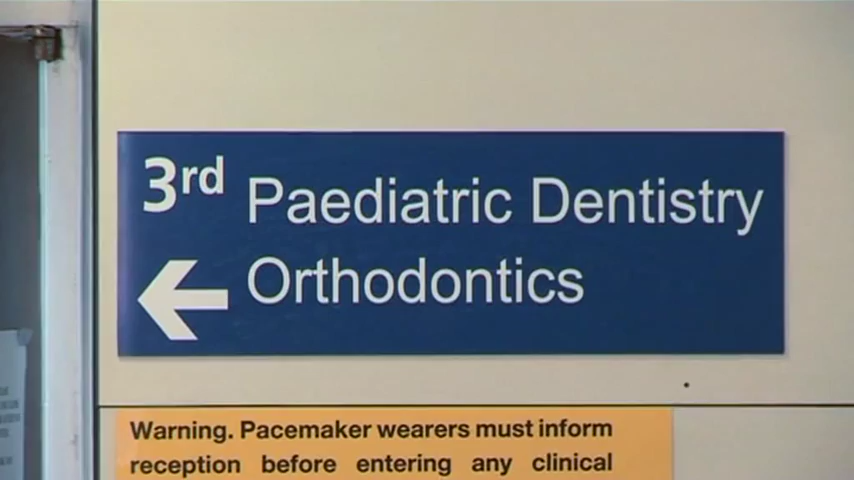 3rd Paediatric Dentistry
Orthodontics
Warning. Pacemaker wearers must inform
reception before entering any clinical